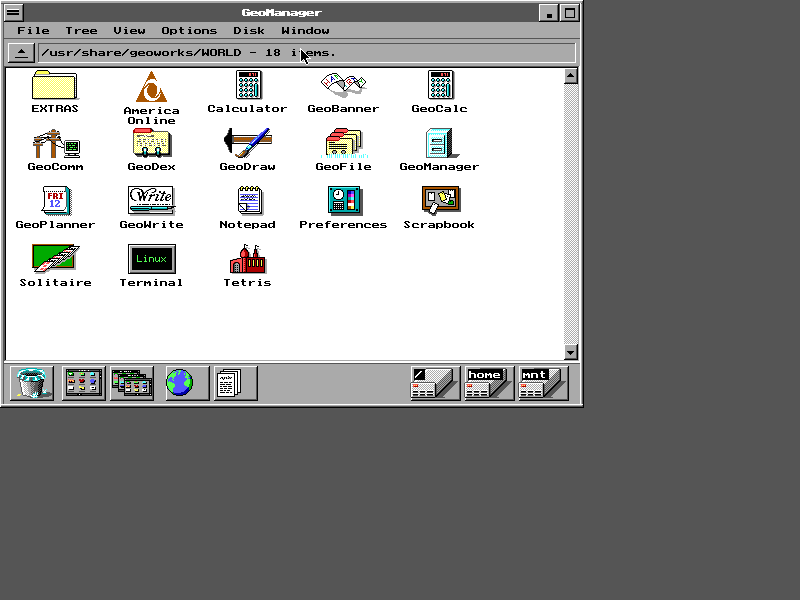 GeoManager
File Tree View Options Disk Window
/usr/share/geoworks/WORLD - 18 items.
EXTRAS
America Online
Calculator
GeoBanner
GeoCalc
GeoComm
GeoDex
GeoDraw
GeoFile
GeoManager
FRI
12
Write
GeoPlanner
GeoWrite
Notepad
Preferences
Scrapbook
Linux
Solitaire
Terminal
Tetris
/
home
mnt